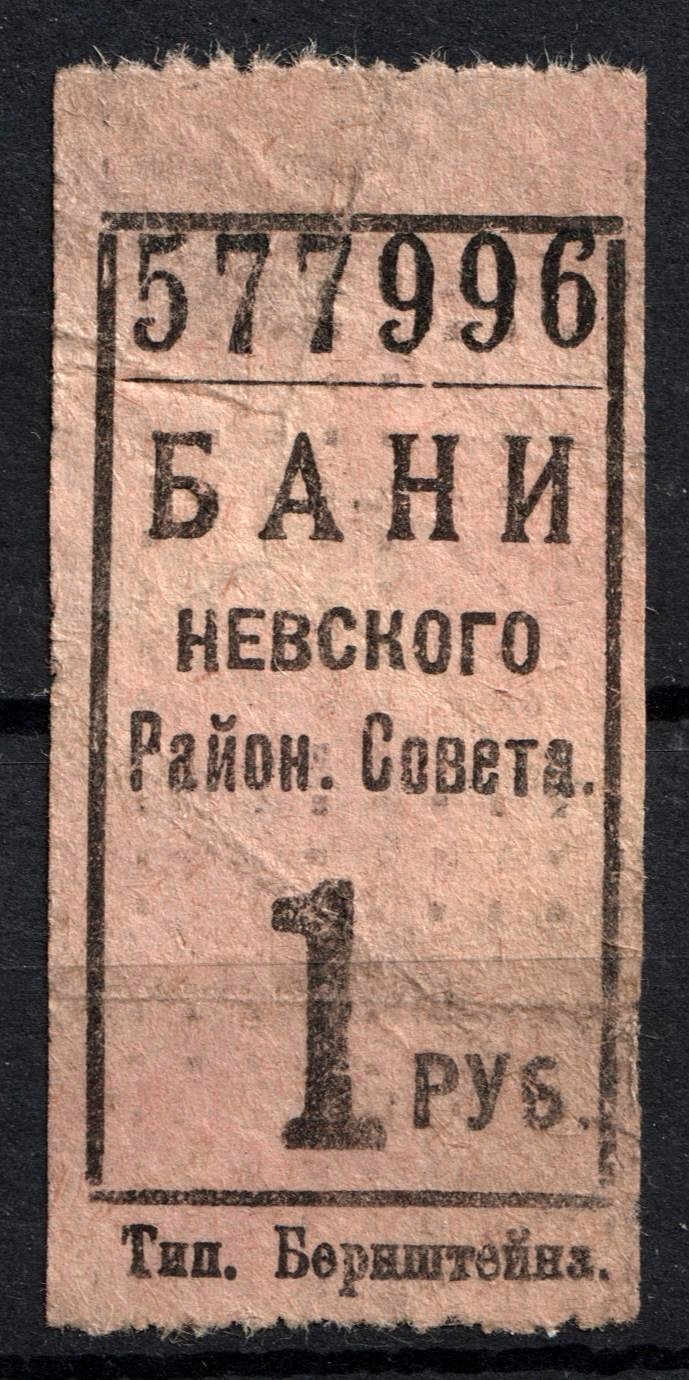 577996
БАНИ
НЕВСКОГО
Район. Совета.
1 РУБ.
Тип. Бернштейна.